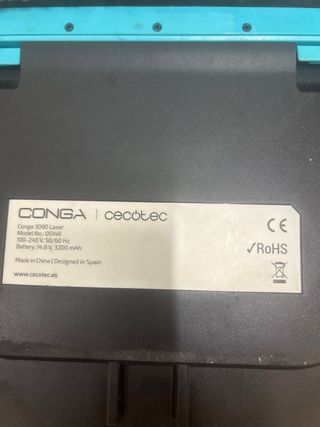 CONGA | cecotec
Conga 3090 Laser
Model No.: 05148
100-240 V, 50/60 Hz
Battery: 14.8 V, 3200 mAh
Made in China | Designed in Spain
www.cecotec.es
CE
✓RoHS